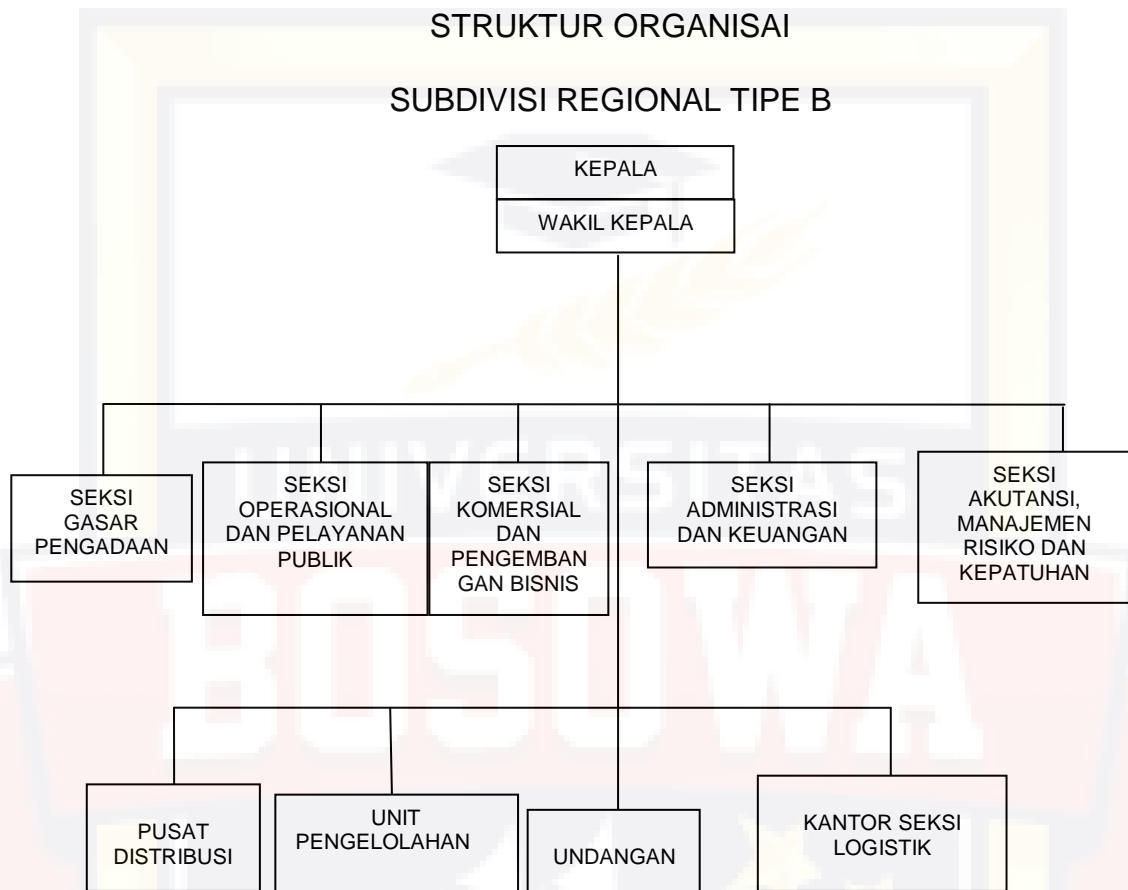 STRUKTUR ORGANISAI
SUBDIVISI REGIONAL TIPE B
KEPALA
WAKIL KEPALA
SEKSI
GASAR
PENGADAAN
SEKSI
OPERASIONAL
DAN PELAYANAN
PUBLIK
SEKSI
KOMERSIAL
DAN
PENGEMBAN
GAN BISNIS
SEKSI
ADMINISTRASI
DAN KEUANGAN
SEKSI
AKUTANSI,
MANAJEMEN
RISIKO DAN
KEPATUHAN
UNIVERSITAS
BOSOWA
PUSAT
DISTRIBUSI
UNIT
PENGELOLAHAN
UNDANGAN
KANTOR SEKSI
LOGISTIK